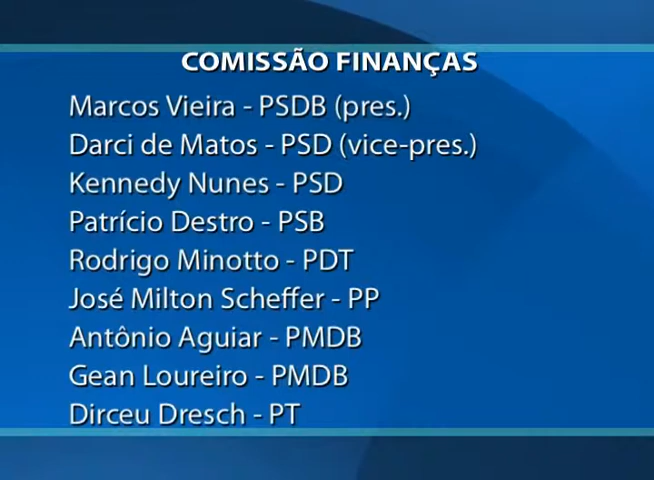 COMISSÃO FINANÇAS
Marcos Vieira - PSDB (pres.)
Darci de Matos - PSD (vice-pres.)
Kennedy Nunes - PSD
Patrício Destro - PSB
Rodrigo Minotto - PDT
José Milton Scheffer - PP
Antônio Aguiar - PMDB
Gean Loureiro - PMDB
Dirceu Dresch - PT